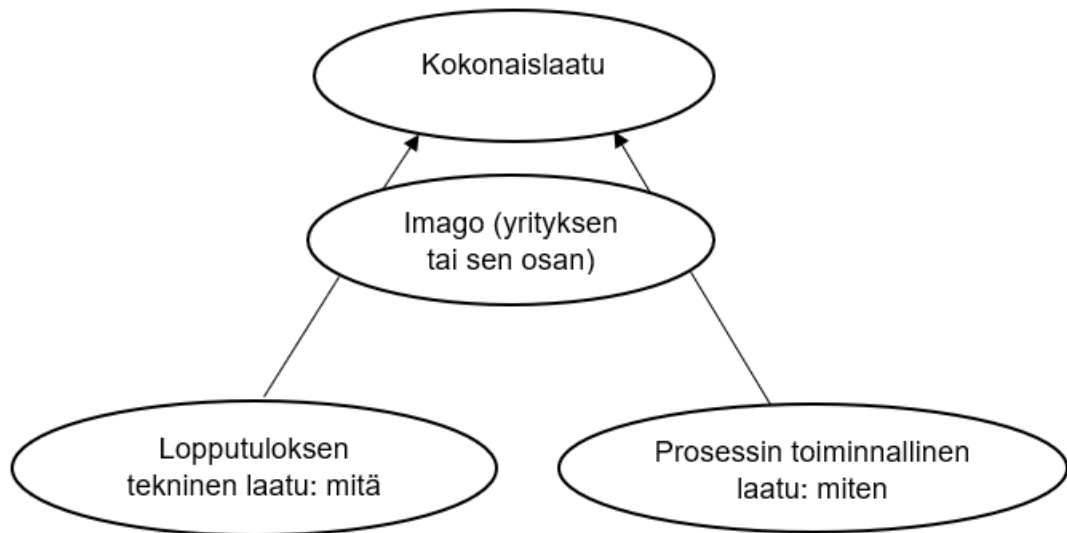 Kokonaislaatu
Imago (yrityksen
tai sen osan)
Lopputuloksen
tekninen laatu: mitä
Prosessin toiminnallinen
laatu: miten